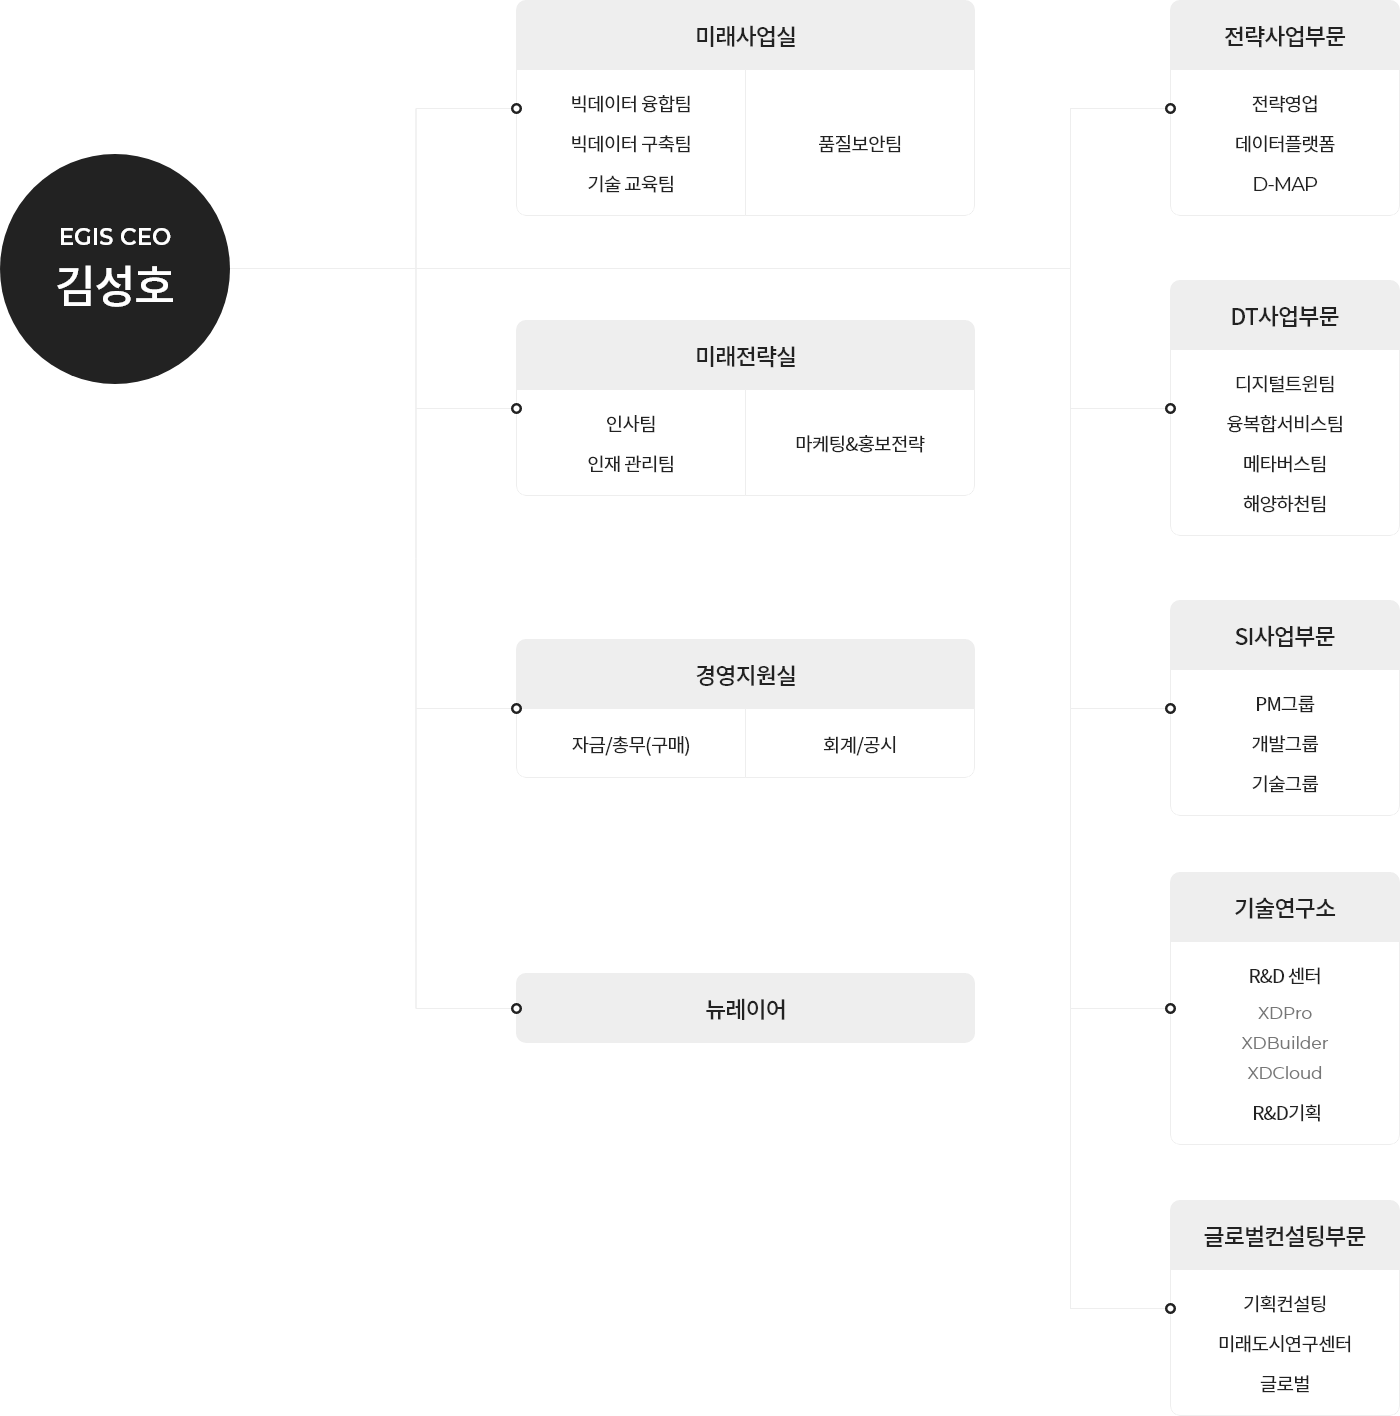 EGIS CEO
김성호
미래사업실
빅데이터 융합팀
빅데이터 구축팀
기술 교육팀
품질보안팀
미래전략실
인사팀
인재 관리팀
마케팅&홍보전략
경영지원실
자금/총무(구매)
회계/공시
뉴레이어
전략사업부문
전략영업
데이터플랫폼
D-MAP
DT사업부문
디지털트윈팀
융복합서비스팀
메타버스팀
해양하천팀
SI사업부문
PM그룹
개발그룹
기술그룹
기술연구소
R&D 센터
XDPro
XDBuilder
XDCloud
R&D기획
글로벌컨설팅부문
기획컨설팅
미래도시연구센터
글로벌